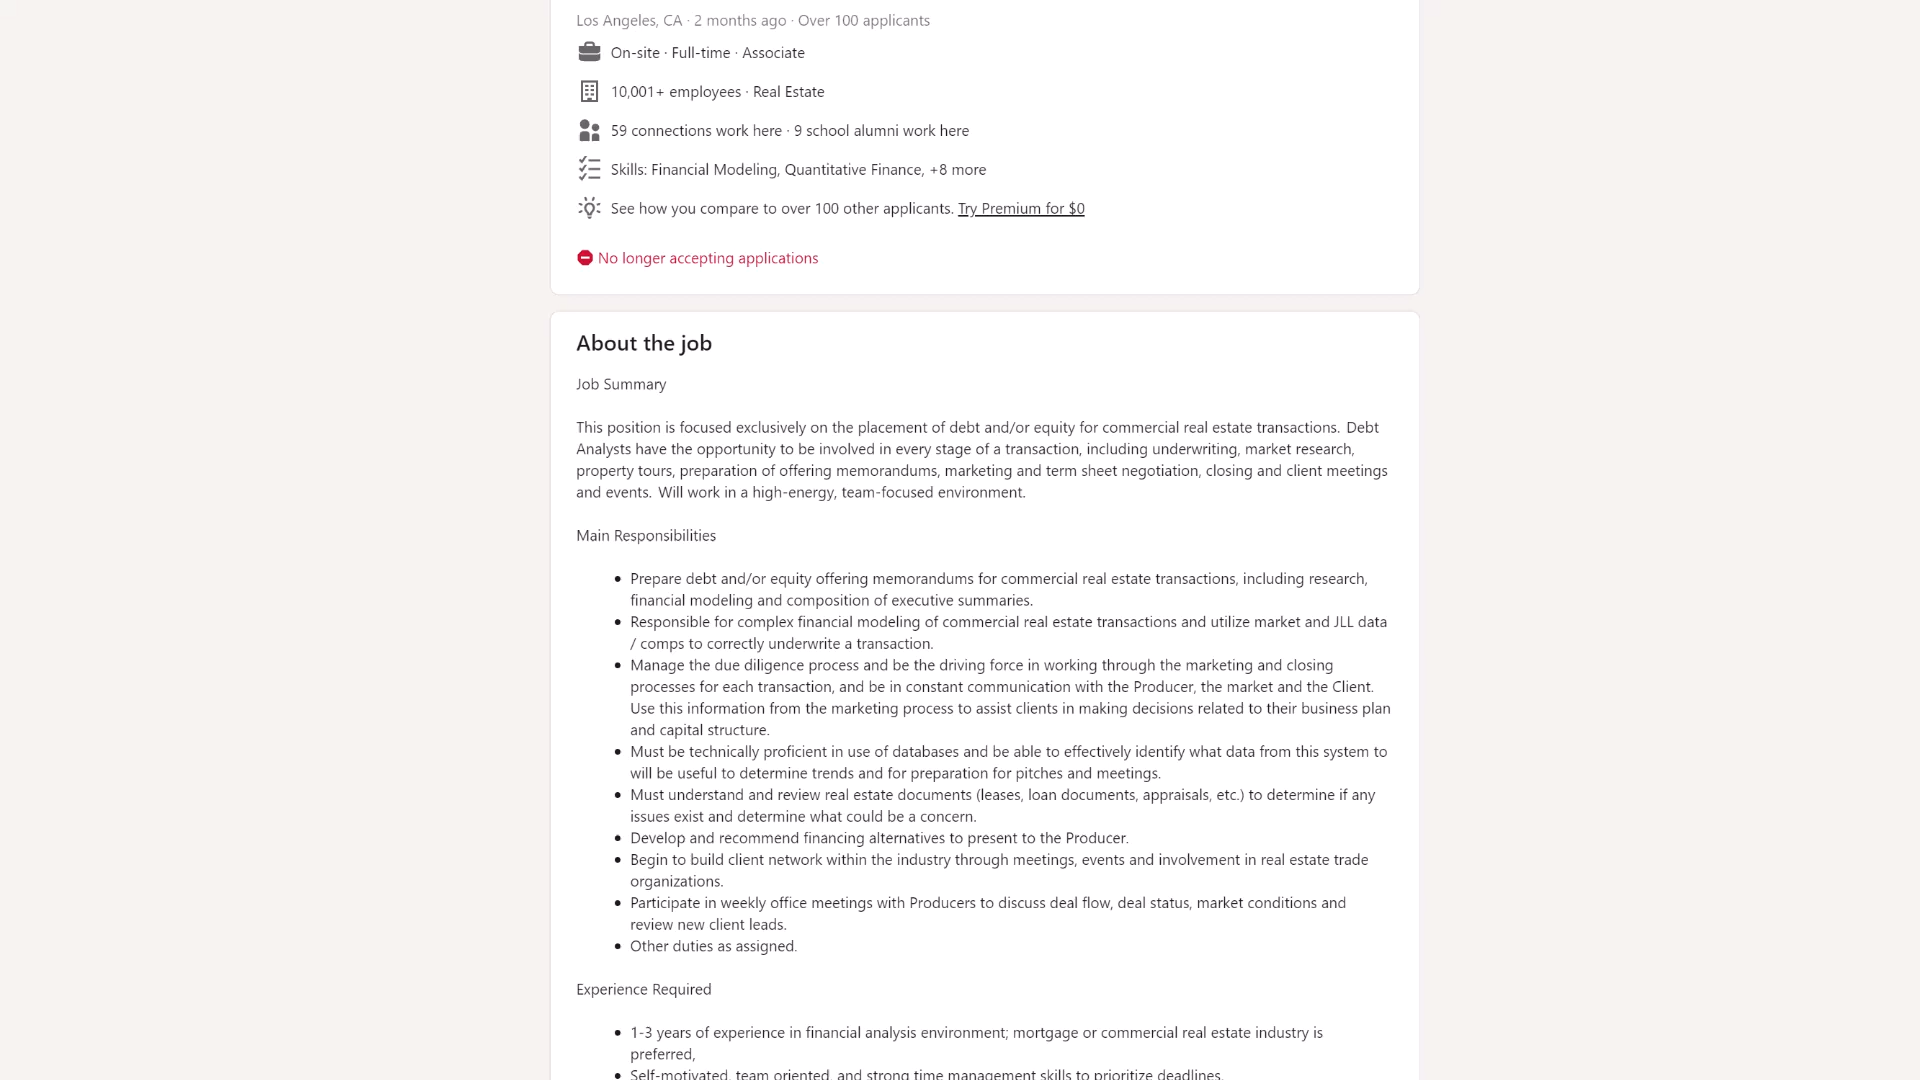 Los Angeles, CA · 2 months ago · Over 100 applicants
On-site · Full-time · Associate
10,001+ employees · Real Estate
59 connections work here · 9 school alumni work here
Skills: Financial Modeling, Quantitative Finance, +8 more
See how you compare to over 100 other applicants. Try Premium for $0
No longer accepting applications
About the job
Job Summary
This position is focused exclusively on the placement of debt and/or equity for commercial real estate transactions. Debt
Analysts have the opportunity to be involved in every stage of a transaction, including underwriting, market research,
property tours, preparation of offering memorandums, marketing and term sheet negotiation, closing and client meetings
and events. Will work in a high-energy, team-focused environment.
Main Responsibilities
• Prepare debt and/or equity offering memorandums for commercial real estate transactions, including research,
financial modeling and composition of executive summaries.
• Responsible for complex financial modeling of commercial real estate transactions and utilize market and JLL data
/ comps to correctly underwrite a transaction.
• Manage the due diligence process and be the driving force in working through the marketing and closing
processes for each transaction, and be in constant communication with the Producer, the market and the Client.
Use this information from the marketing process to assist clients in making decisions related to their business plan
and capital structure.
• Must be technically proficient in use of databases and be able to effectively identify what data from this system to
will be useful to determine trends and for preparation for pitches and meetings.
• Must understand and review real estate documents (leases, loan documents, appraisals, etc.) to determine if any
issues exist and determine what could be a concern.
• Develop and recommend financing alternatives to present to the Producer.
• Begin to build client network within the industry through meetings, events and involvement in real estate trade
organizations.
• Participate in weekly office meetings with Producers to discuss deal flow, deal status, market conditions and
review new client leads.
• Other duties as assigned.
Experience Required
• 1-3 years of experience in financial analysis environment; mortgage or commercial real estate industry is
preferred,
• Self-motivated, team oriented, and strong time management skills to prioritize deadlines.